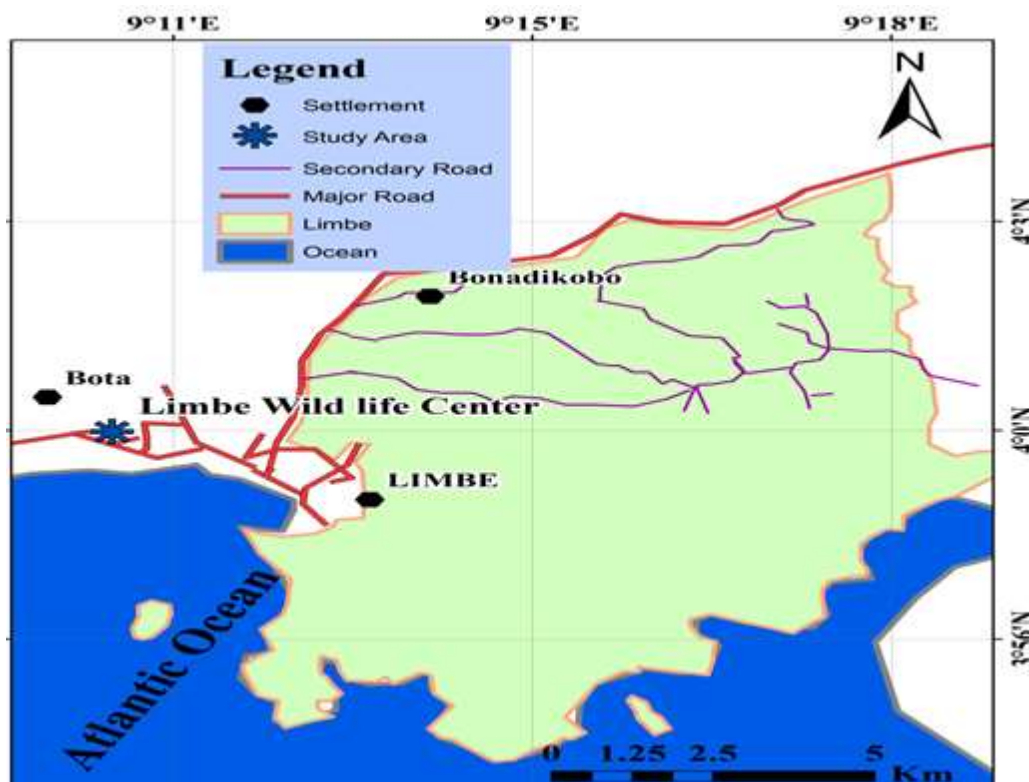 9°11'E 9°15'E 9°18'E
Legend
Settlement
Study Area
Secondary Road
Major Road
Limbe
Ocean
N
4°3'N
Bonadikobo
Bota
Limbe Wild life Center
4°0'N
LIMBE
Atlantic Ocean
3°56'N
0 1.25 2.5 5
Km